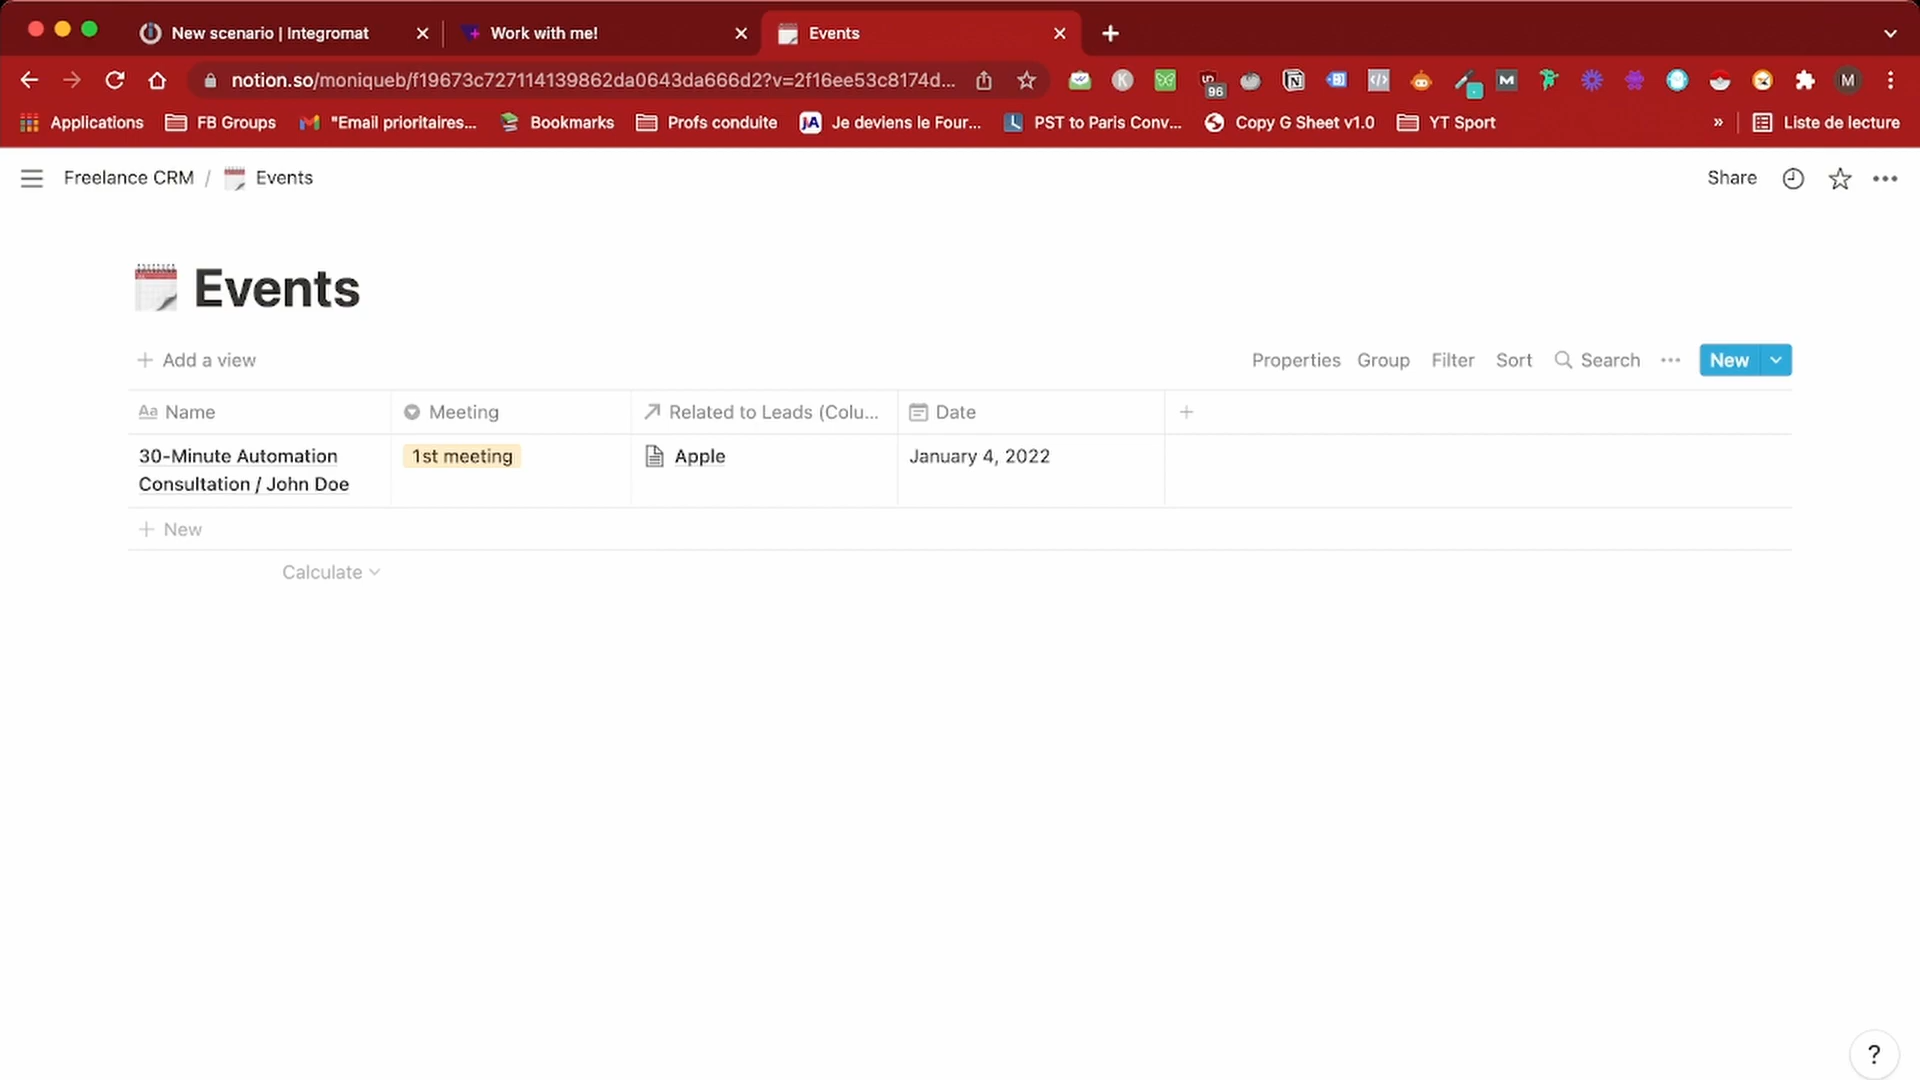 New scenario | Integromat
Work with me!
Events
notion.so/moniqueb/f19673c727114139862da0643da666d2?v=2f16ee53c8174d...
96
M
Applications
FB Groups
"Email prioritaires...
Bookmarks
Profs conduite
JA Je deviens le Four...
PST to Paris Conv...
Copy G Sheet v1.0
YT Sport
»
Liste de lecture
Freelance CRM / Events
Share
Events
+ Add a view
Properties Group Filter Sort Search ... New
Aa Name
Meeting
Related to Leads (Colu...
Date
+
30-Minute Automation
Consultation / John Doe
1st meeting
Apple
January 4, 2022
+ New
Calculate
?